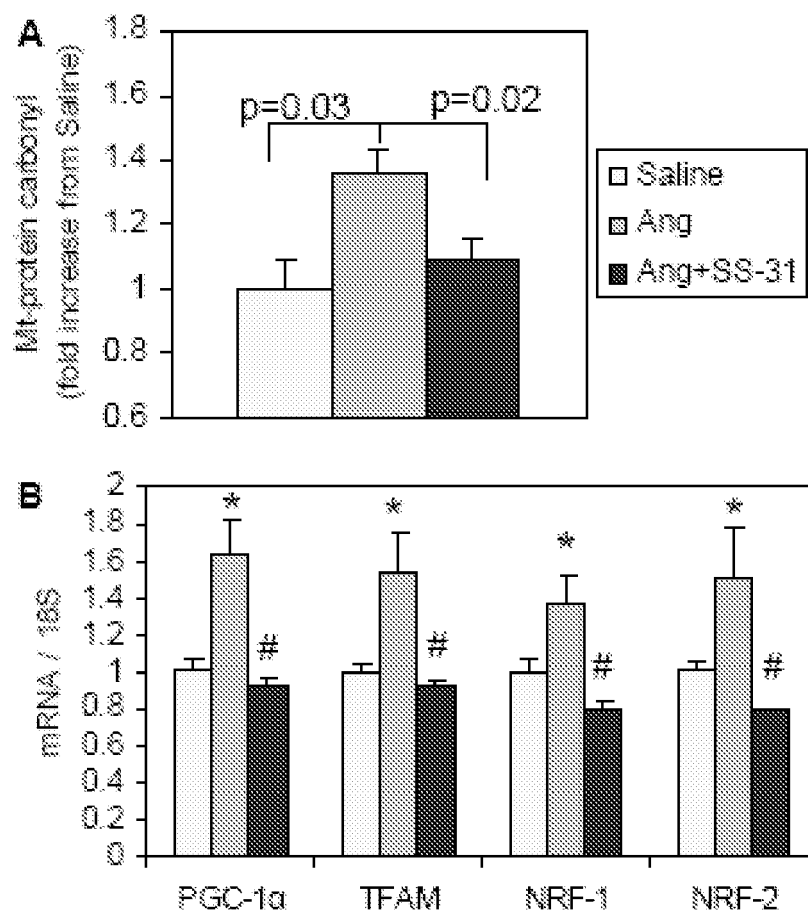 A
Mt-protein carbonyl
(fold increase from Saline)
1.8
1.6
1.4
1.2
1
0.8
0.6
p=0.03
p=0.02
Saline
Ang
Ang+SS-31
B
mRNA / 18S
2
1.8
1.6
1.4
1.2
1
0.8
0.6
0.4
0.2
0
* * * *
# # # #
PGC-1α TFAM NRF-1 NRF-2